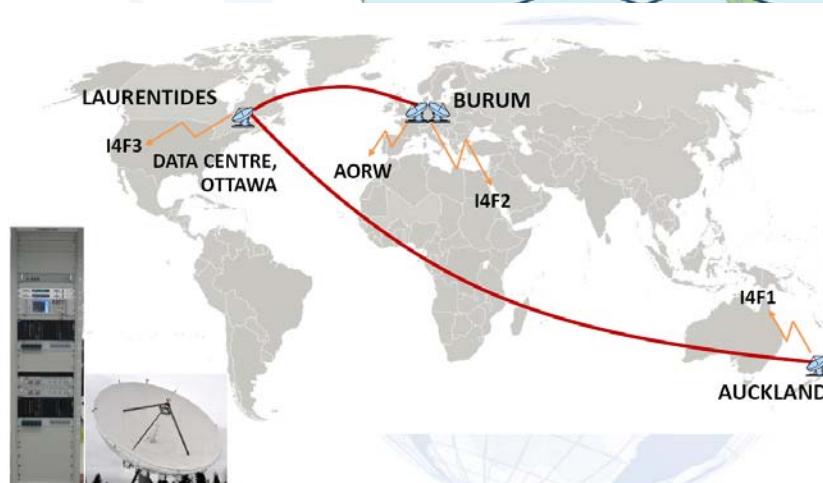 LAURENTIDES
BURUM
I4F3
DATA CENTRE,
OTTAWA
AORW
I4F2
I4F1
AUCKLAND